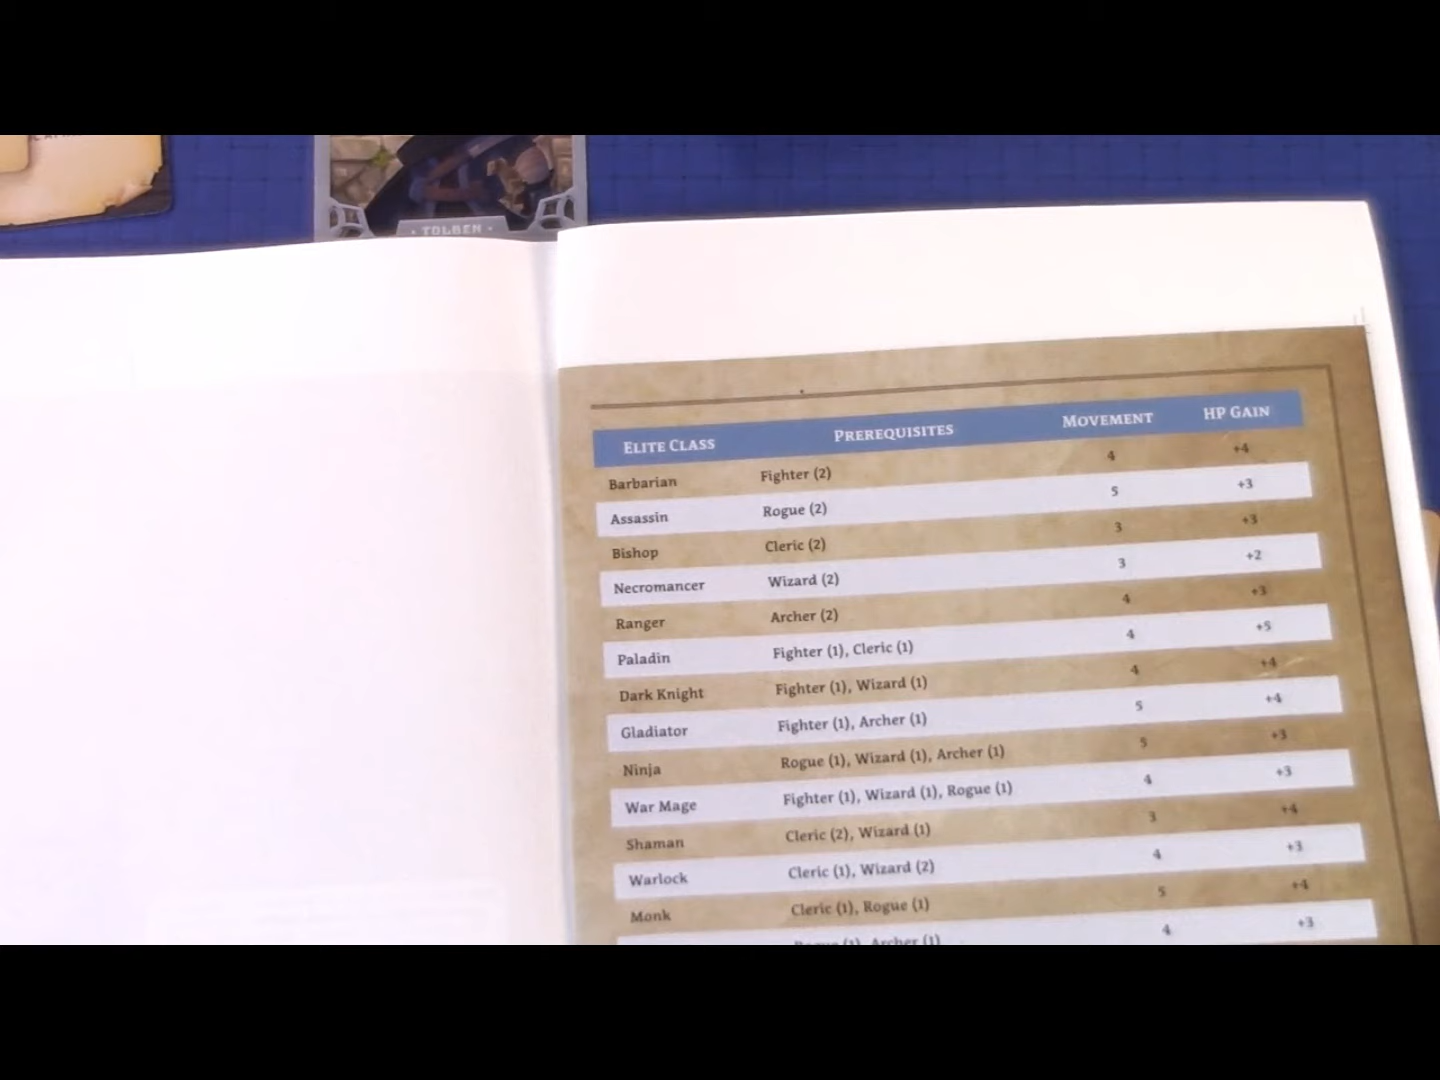 · TOLBEN ·
ELITE CLASS PREREQUISITES MOVEMENT HP GAIN
Barbarian Fighter (2) 4 +4
Assassin Rogue (2) 5 +3
Bishop Cleric (2) 3 +3
Necromancer Wizard (2) 3 +2
Ranger Archer (2) 4 +3
Paladin Fighter (1), Cleric (1) 4 +5
Dark Knight Fighter (1), Wizard (1) 4 +4
Gladiator Fighter (1), Archer (1) 5 +4
Ninja Rogue (1), Wizard (1), Archer (1) 5 +3
War Mage Fighter (1), Wizard (1), Rogue (1) 4 +3
Shaman Cleric (2), Wizard (1) 3 +4
Warlock Cleric (1), Wizard (2) 4 +3
Monk Cleric (1), Rogue (1) 5 +4
Rogue (1), Archer (1) 4 +3